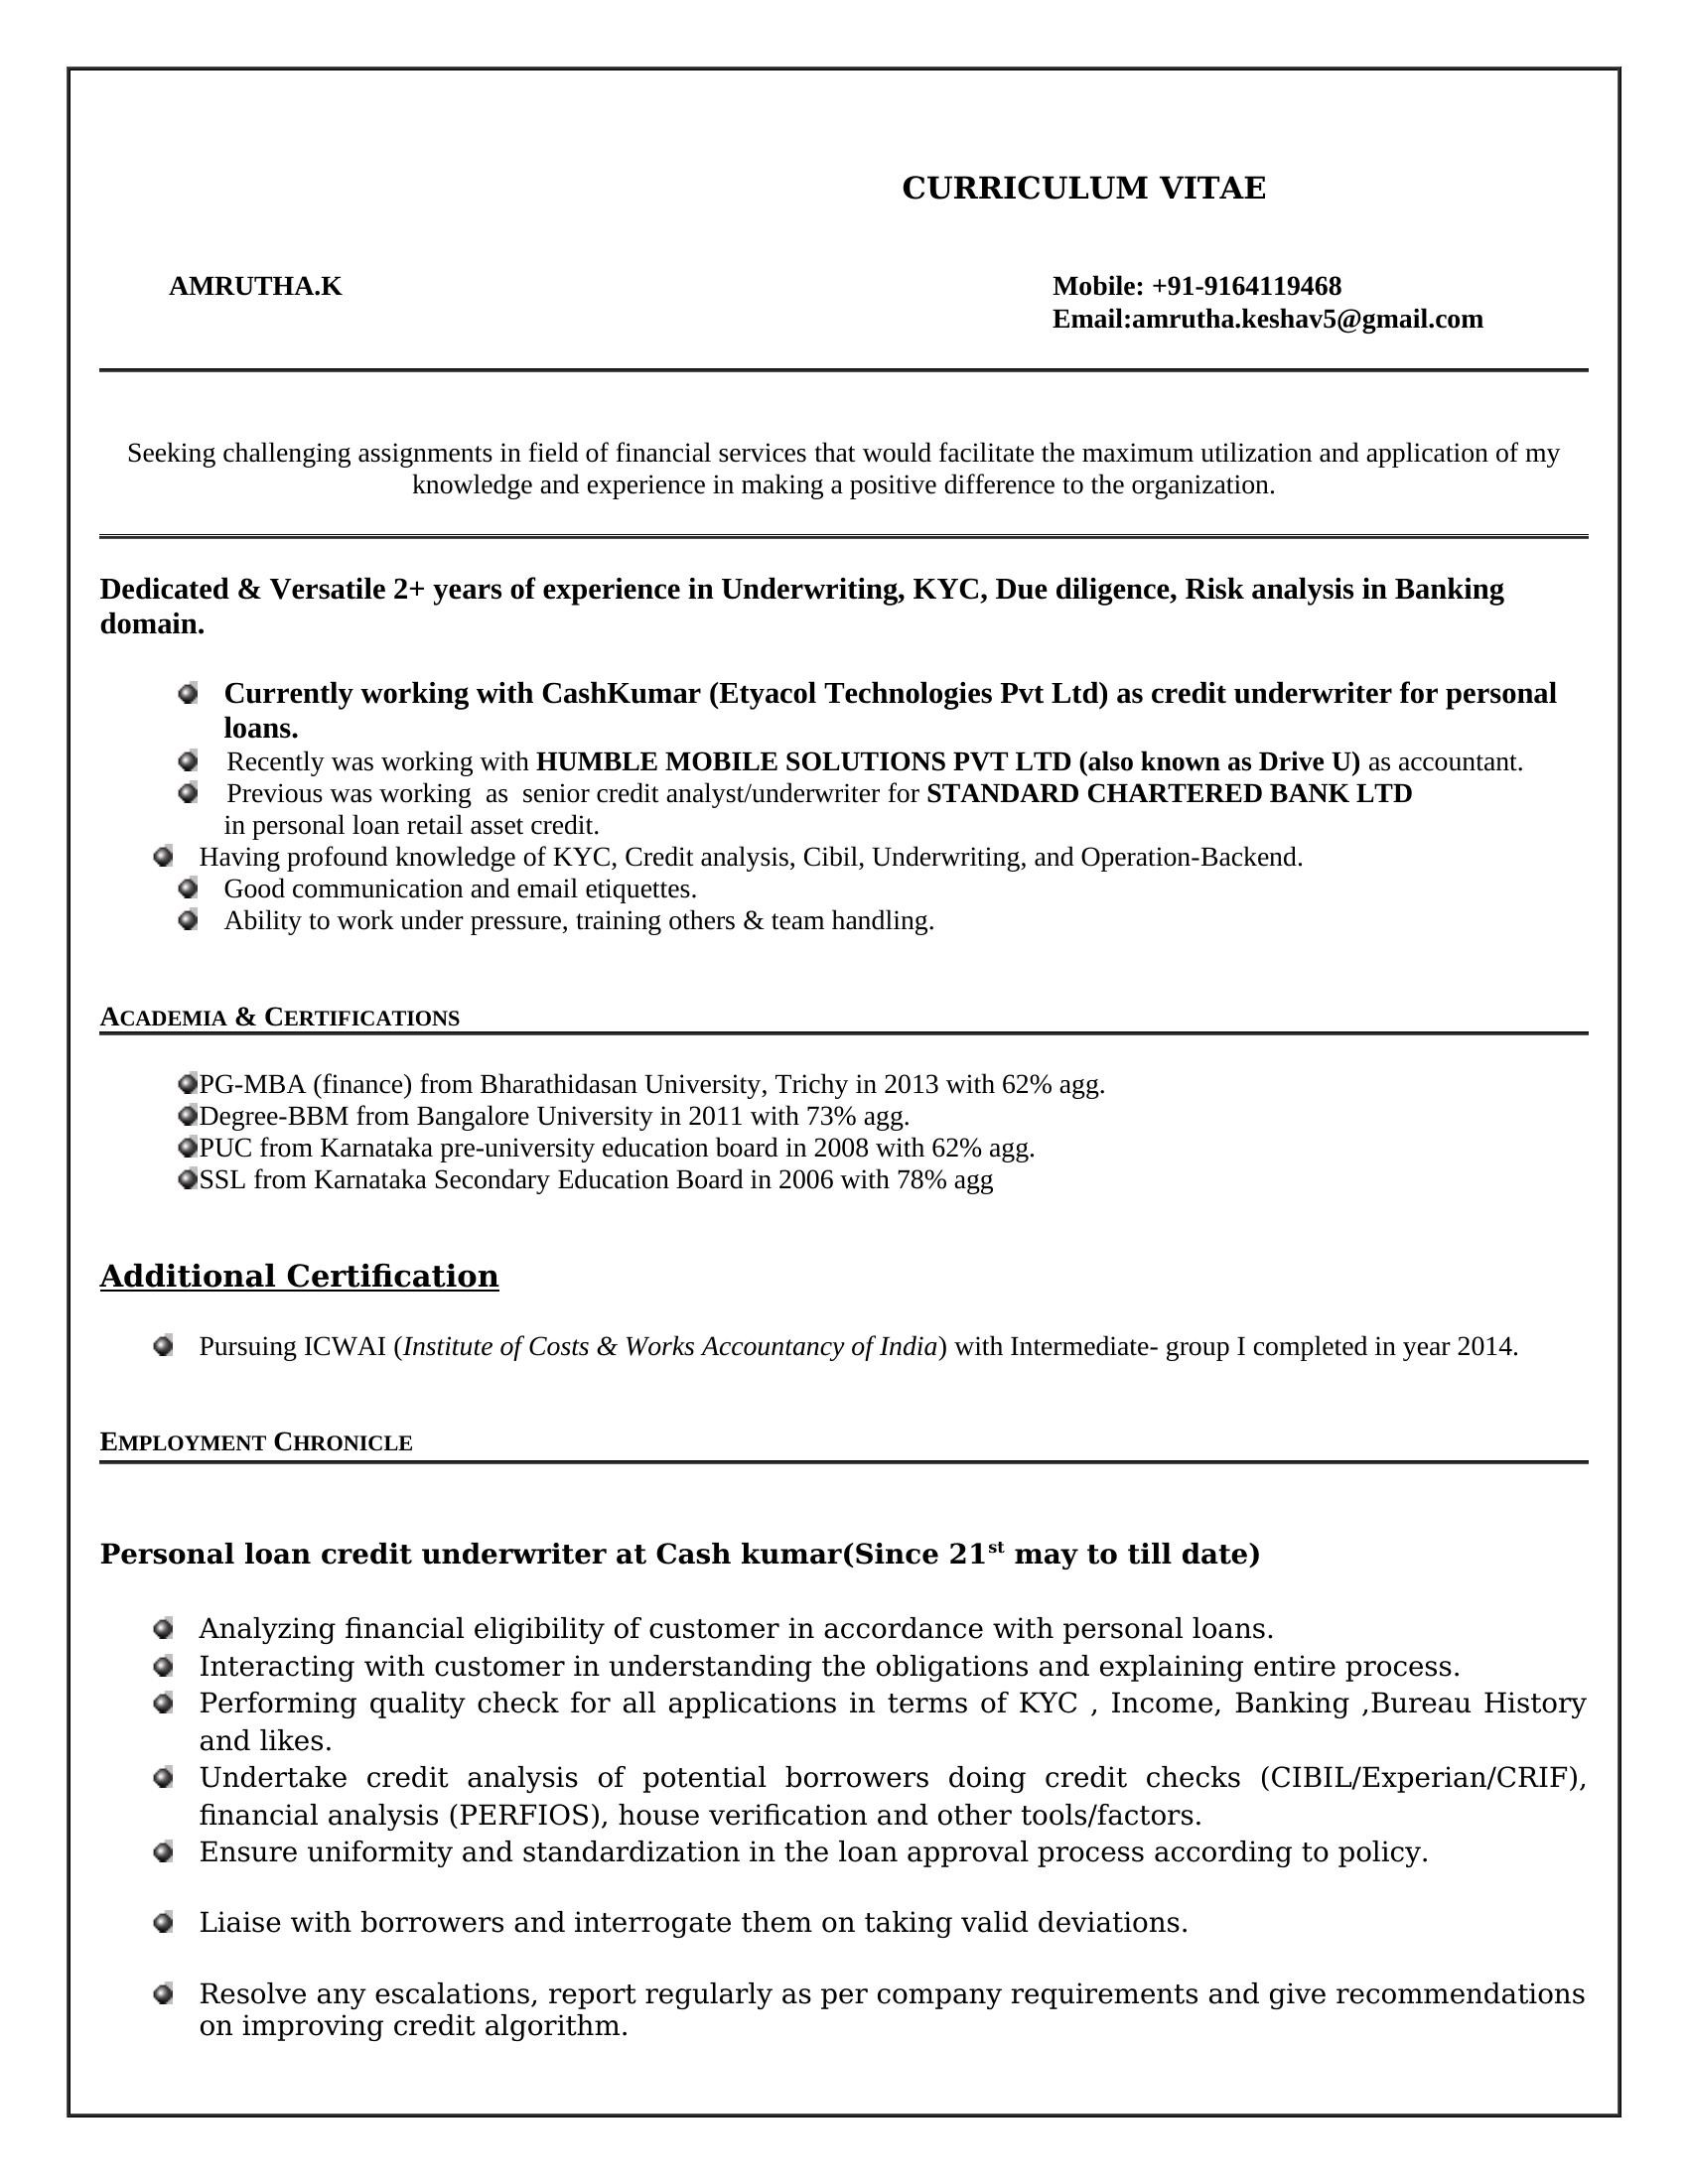 CURRICULUM VITAE
AMRUTHA.K
Mobile: +91-9164119468
Email:amrutha.keshav5@gmail.com
Seeking challenging assignments in field of financial services that would facilitate the maximum utilization and application of my
knowledge and experience in making a positive difference to the organization.
Dedicated & Versatile 2+ years of experience in Underwriting, KYC, Due diligence, Risk analysis in Banking
domain.
Currently working with CashKumar (Etyacol Technologies Pvt Ltd) as credit underwriter for personal
loans.
Recently was working with HUMBLE MOBILE SOLUTIONS PVT LTD (also known as Drive U) as accountant.
Previous was working as senior credit analyst/underwriter for STANDARD CHARTERED BANK LTD
in personal loan retail asset credit.
Having profound knowledge of KYC, Credit analysis, Cibil, Underwriting, and Operation-Backend.
Good communication and email etiquettes.
Ability to work under pressure, training others & team handling.
ACADEMIA & CERTIFICATIONS
PG-MBA (finance) from Bharathidasan University, Trichy in 2013 with 62% agg.
Degree-BBM from Bangalore University in 2011 with 73% agg.
PUC from Karnataka pre-university education board in 2008 with 62% agg.
SSL from Karnataka Secondary Education Board in 2006 with 78% agg
Additional Certification
Pursuing ICWAI (Institute of Costs & Works Accountancy of India) with Intermediate- group I completed in year 2014.
EMPLOYMENT CHRONICLE
Personal loan credit underwriter at Cash kumar(Since 21st may to till date)
Analyzing financial eligibility of customer in accordance with personal loans.
Interacting with customer in understanding the obligations and explaining entire process.
Performing quality check for all applications in terms of KYC , Income, Banking ,Bureau History
and likes.
Undertake credit analysis of potential borrowers doing credit checks (CIBIL/Experian/CRIF),
financial analysis (PERFIOS), house verification and other tools/factors.
Ensure uniformity and standardization in the loan approval process according to policy.
Liaise with borrowers and interrogate them on taking valid deviations.
Resolve any escalations, report regularly as per company requirements and give recommendations
on improving credit algorithm.